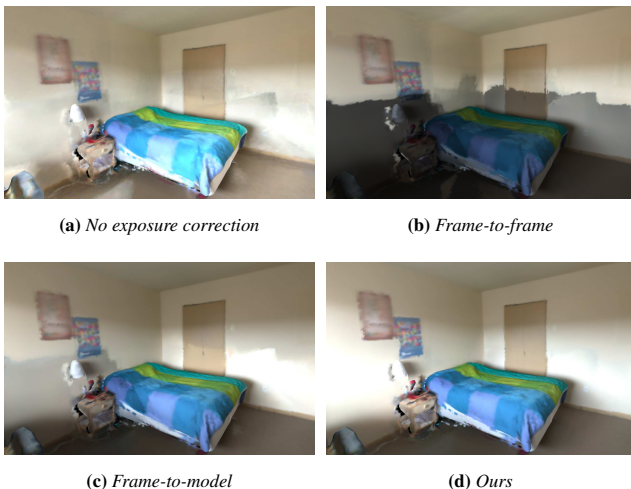 (a) No exposure correction
(b) Frame-to-frame
(c) Frame-to-model
(d) Ours